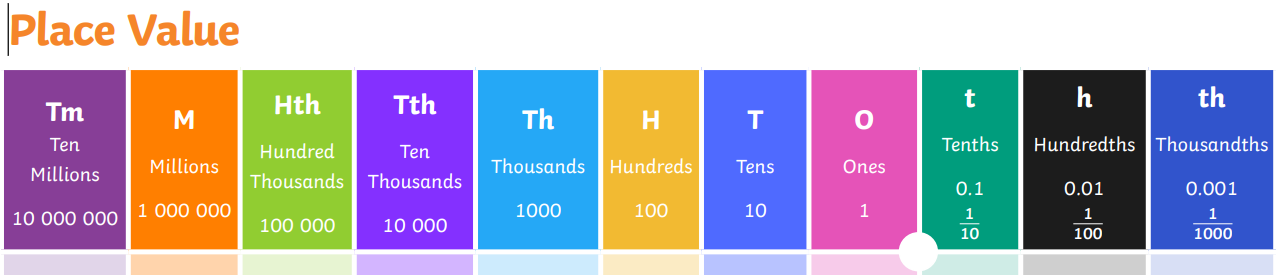 Place Value
Tm
Ten
Millions
10 000 000
M
Millions
1 000 000
Hth
Hundred
Thousands
100 000
Tth
Ten
Thousands
10 000
Th
Thousands
1000
H
Hundreds
100
T
Tens
10
O
Ones
1
t
Tenths
0.1
1
10
h
Hundredths
0.01
1
100
th
Thousandths
0.001
1
1000